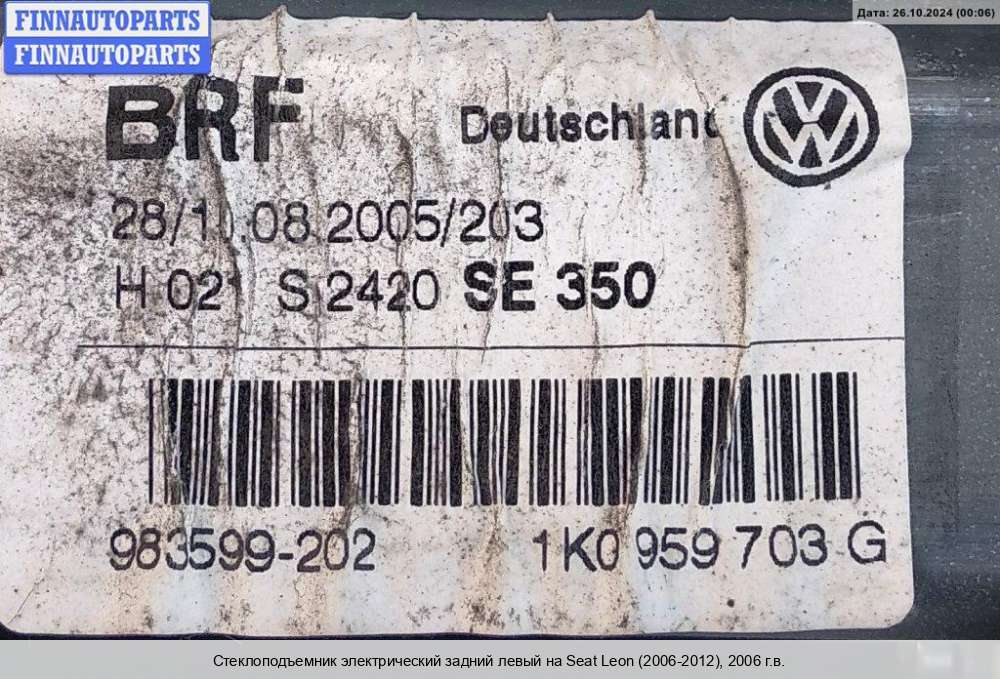 FINNAUTOPARTS
FINNAUTOPARTS
Дата: 26.10.2024 (00:06)
BRF Deutschland
28/10.08.2005/203
H 021 S 2420 SE 350
983599-202 1K0 959 703 G
Стеклоподъемник электрический задний левый на Seat Leon (2006-2012), 2006 г.в.